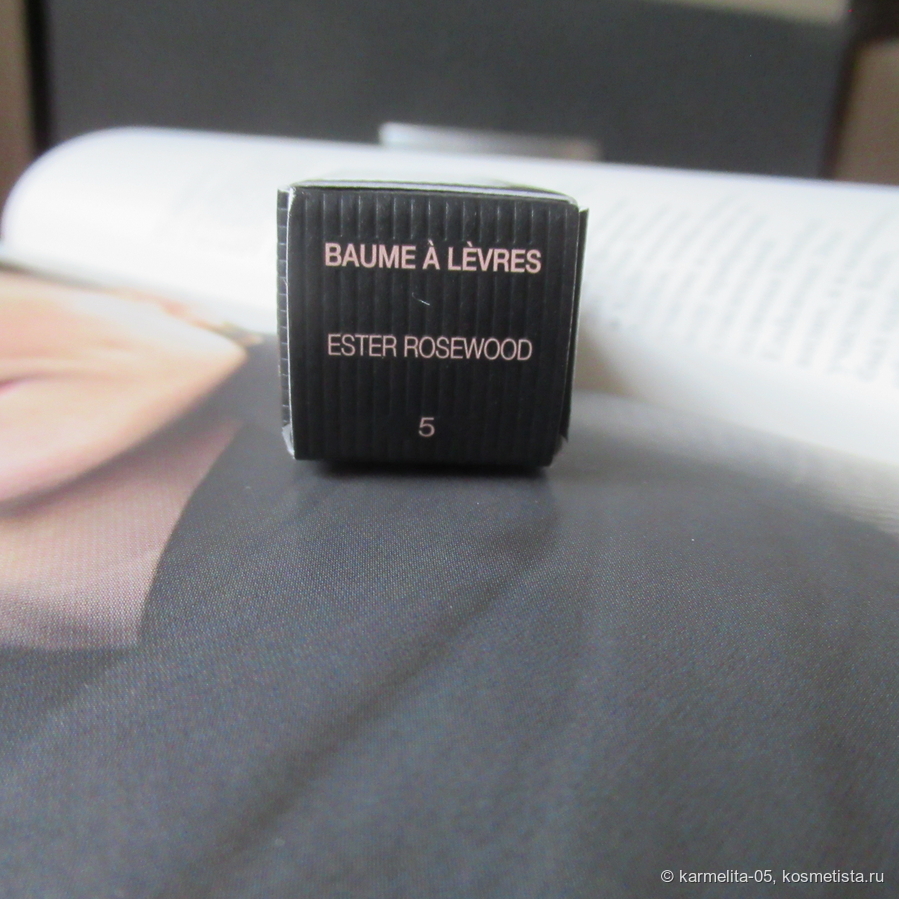 BAUME À LÈVRES
ESTER ROSEWOOD
5
© karmelita-05, kosmetista.ru